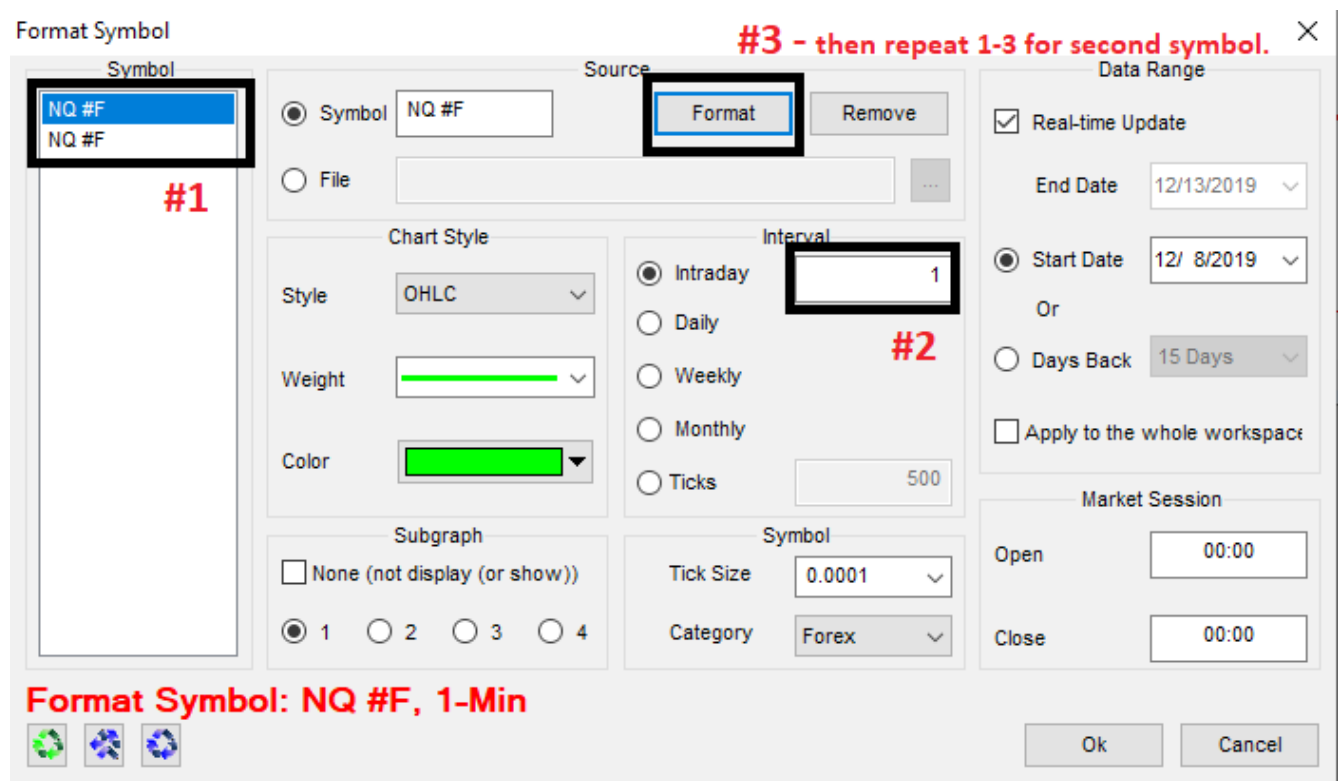 Format Symbol
#3 - then repeat 1-3 for second symbol.
Symbol
NQ #F
NQ #F
#1
Source
Symbol
NQ #F
Format
Remove
File
...
Chart Style
Style
OHLC
Weight
Color
Interval
Intraday
1
#2
Daily
Weekly
Monthly
Ticks
500
Subgraph
None (not display (or show))
1
2
3
4
Symbol
Tick Size
0.0001
Category
Forex
Data Range
Real-time Update
End Date
12/13/2019
Start Date
12/ 8/2019
Or
Days Back
15 Days
Apply to the whole workspace
Market Session
Open
00:00
Close
00:00
Format Symbol: NQ #F, 1-Min
Ok
Cancel